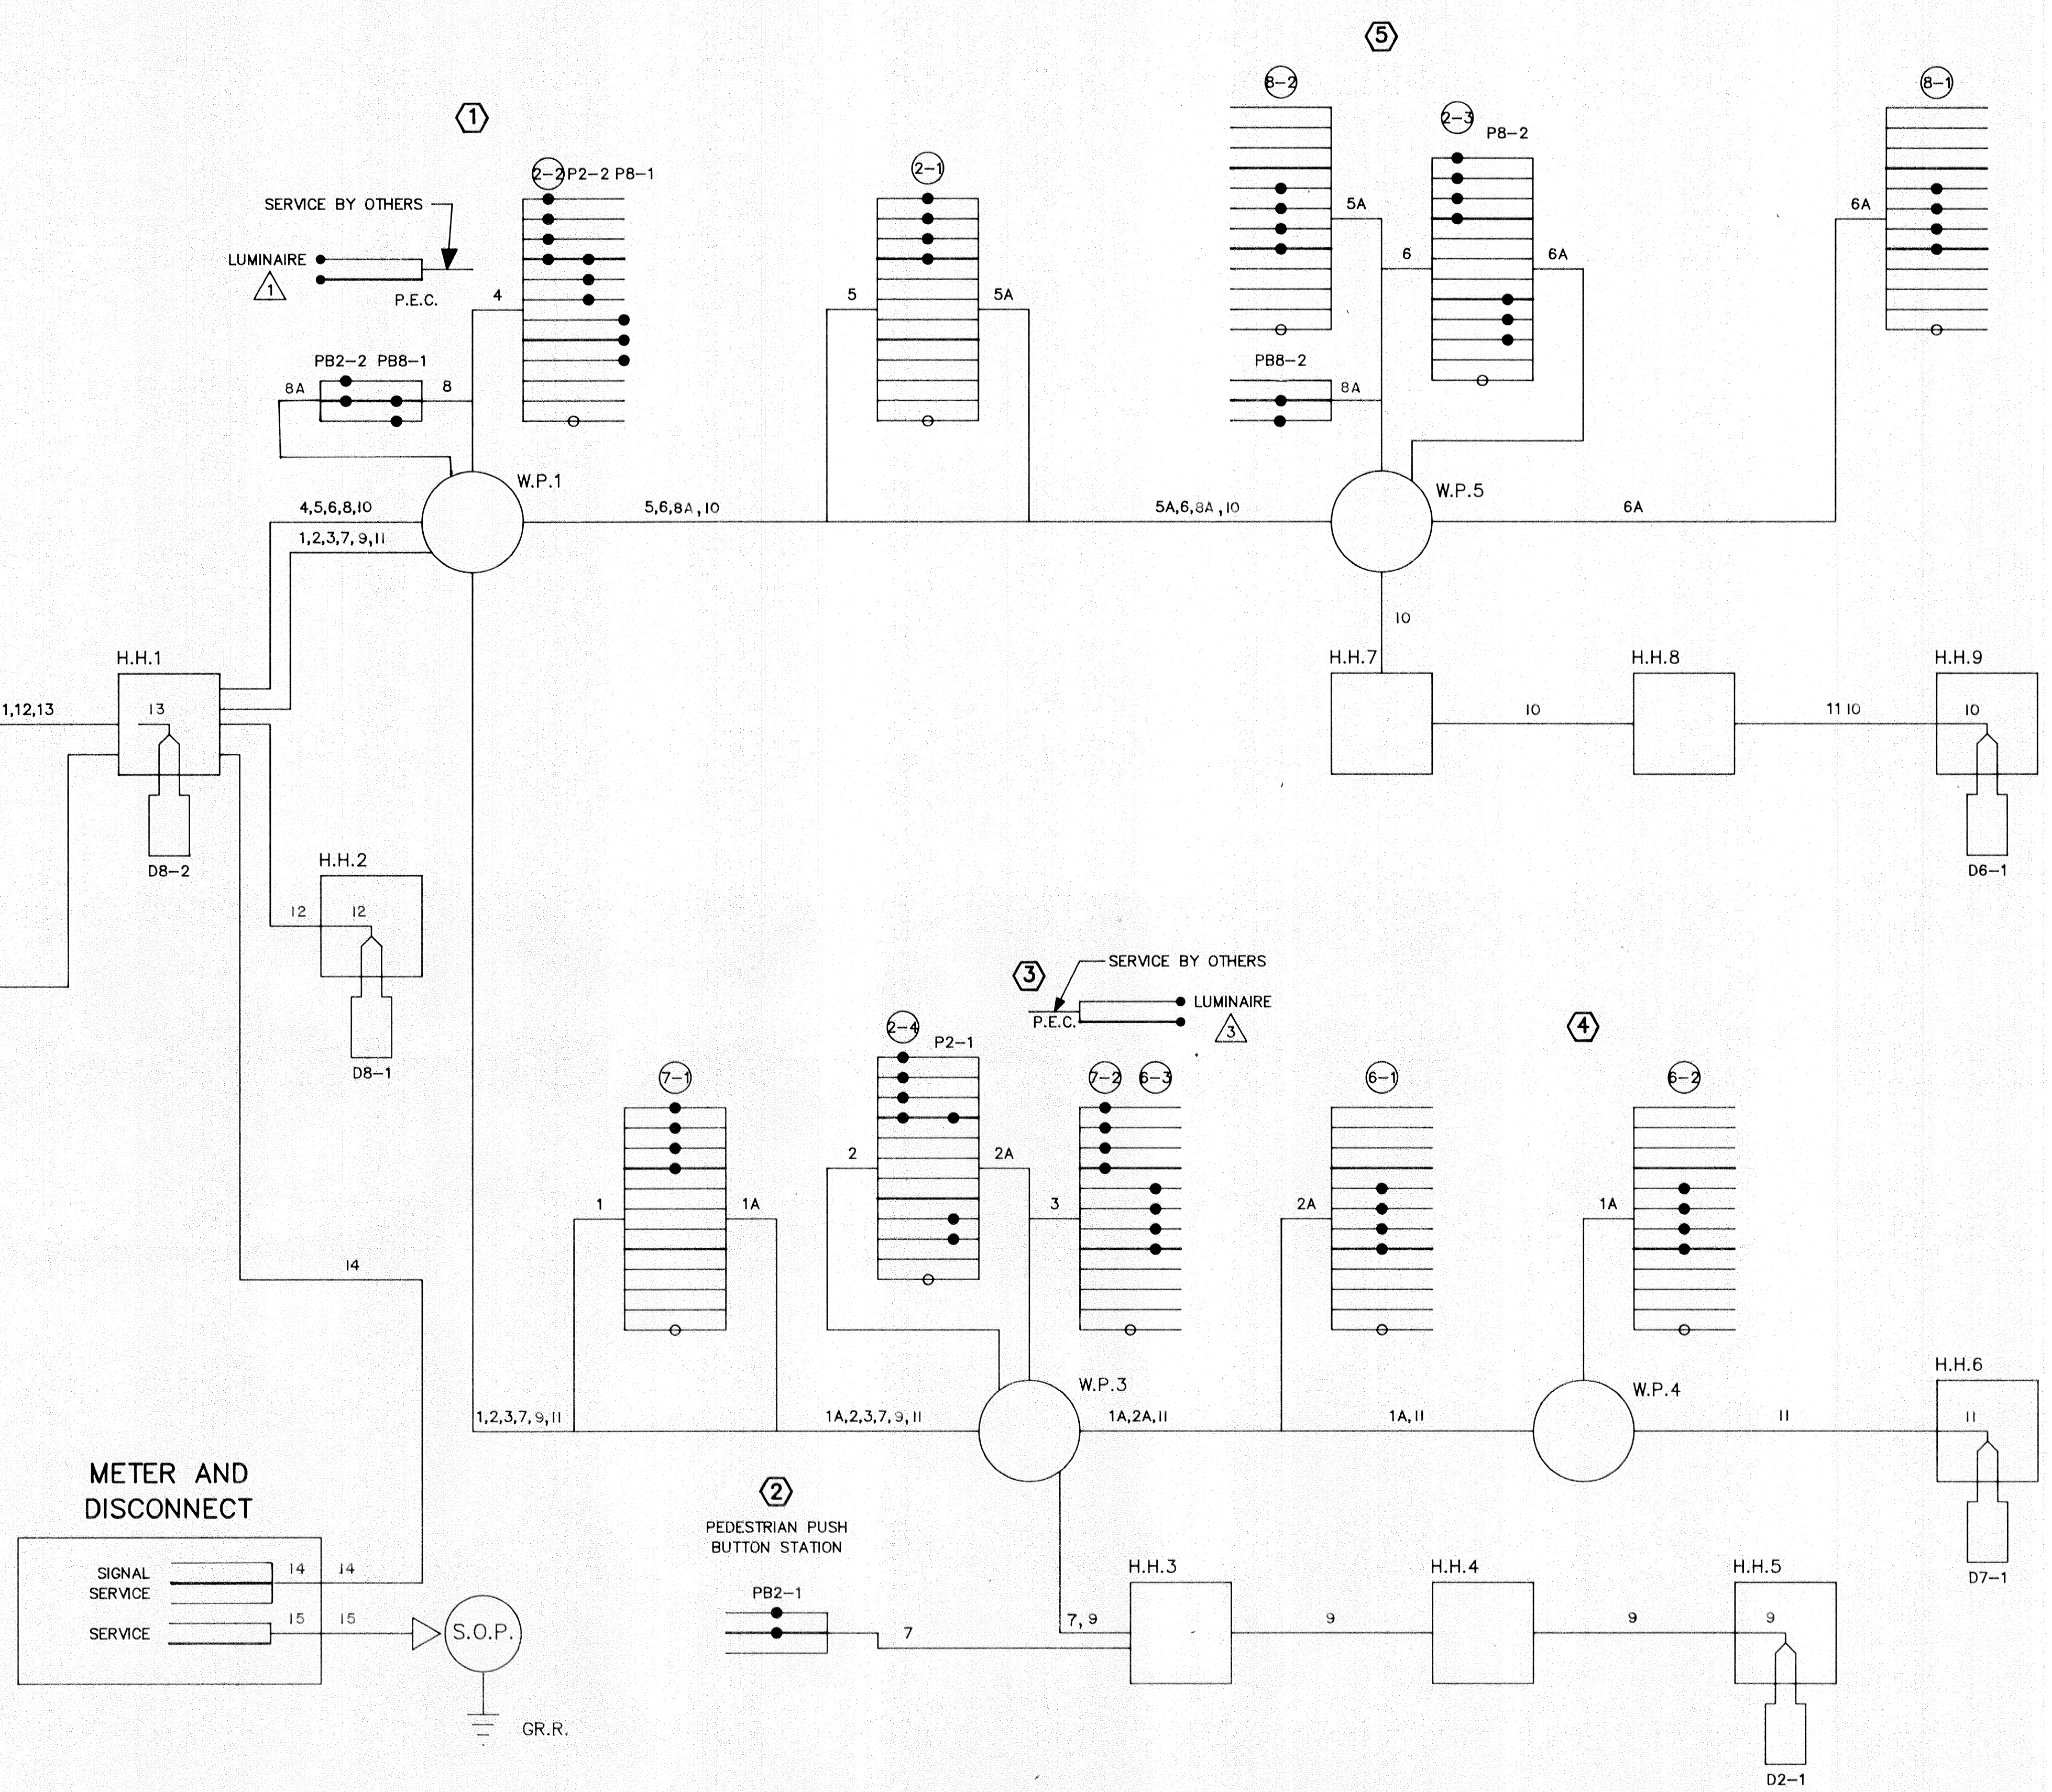 5
8-2
8-1
1
2-3
P8-2
2-2
P2-2 P8-1
2-1
SERVICE BY OTHERS
5A
6A
LUMINAIRE
1
P.E.C.
4
5
5A
6
6A
PB2-2 PB8-1
8A
8
PB8-2
8A
W.P.1
W.P.5
4,5,6,8,10
5,6,8A,10
5A,6,8A,10
6A
1,2,3,7,9,11
10
H.H.1
H.H.7
H.H.8
H.H.9
1,12,13
13
10
11 10
10
D8-2
D6-1
H.H.2
12
12
D8-1
3
SERVICE BY OTHERS
LUMINAIRE
P.E.C.
3
4
2-4
P2-1
7-1
7-2
6-3
6-1
6-2
2
2A
1
1A
3
2A
1A
14
H.H.6
W.P.3
W.P.4
1,2,3,7,9,11
1A,2,3,7,9,11
1A,2A,11
1A,11
11
11
METER AND
DISCONNECT
2
PEDESTRIAN PUSH
BUTTON STATION
SIGNAL
SERVICE
14
14
H.H.3
H.H.4
H.H.5
D7-1
PB2-1
SERVICE
15
15
S.O.P.
7
7, 9
9
9
9
GR.R.
D2-1